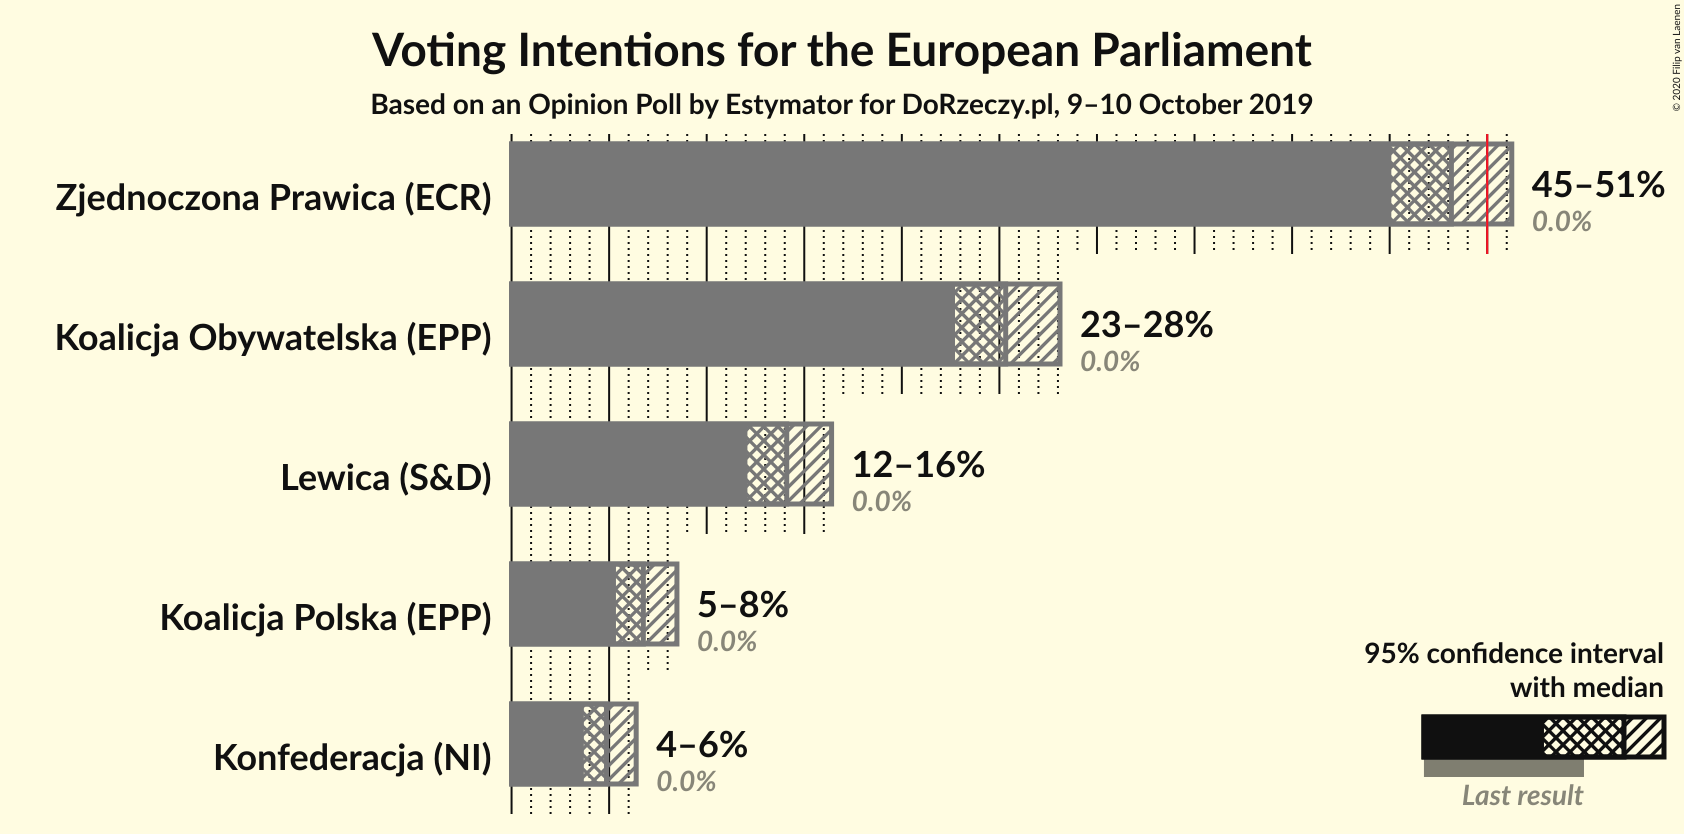 Voting Intentions for the European Parliament
Based on an Opinion Poll by Estymator for DoRzeczy.pl, 9–10 October 2019
© 2020 Filip van Laenen
Zjednoczona Prawica (ECR)
45–51%
0.0%
Koalicja Obywatelska (EPP)
23–28%
0.0%
Lewica (S&D)
12–16%
0.0%
Koalicja Polska (EPP)
5–8%
0.0%
Konfederacja (NI)
4–6%
0.0%
95% confidence interval
with median
Last result